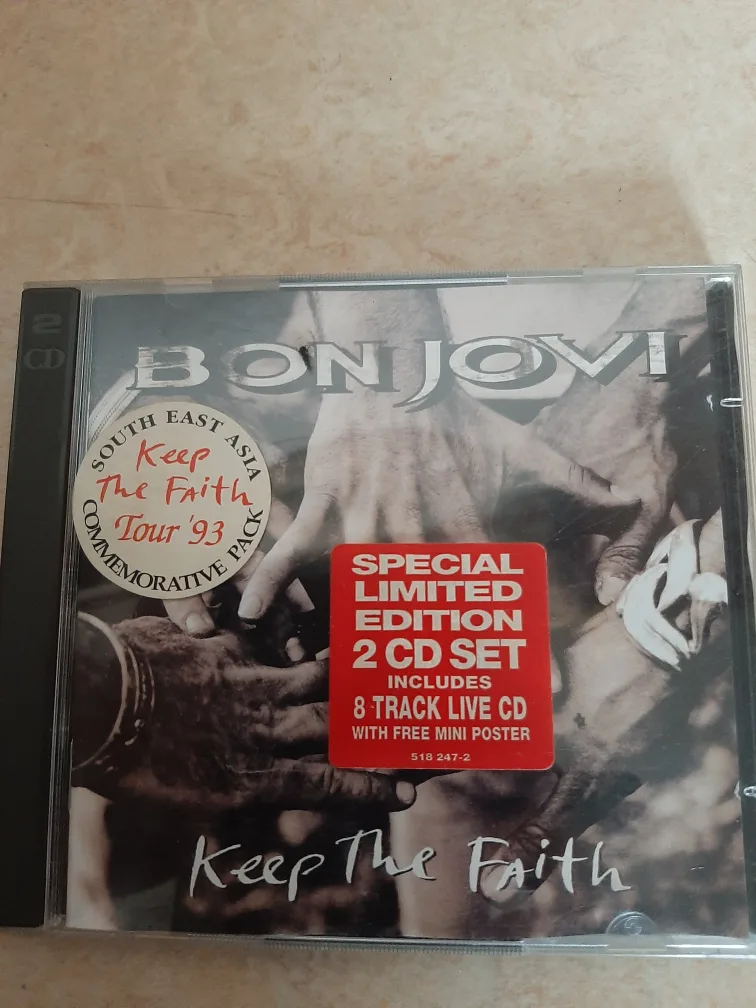 2
CD
BON JOVI
SOUTH EAST ASIA
Keep
The Faith
Tour '93
COMMEMORATIVE PACK
SPECIAL
LIMITED
EDITION
2 CD SET
INCLUDES
8 TRACK LIVE CD
WITH FREE MINI POSTER
518 247-2
Keep The Faith